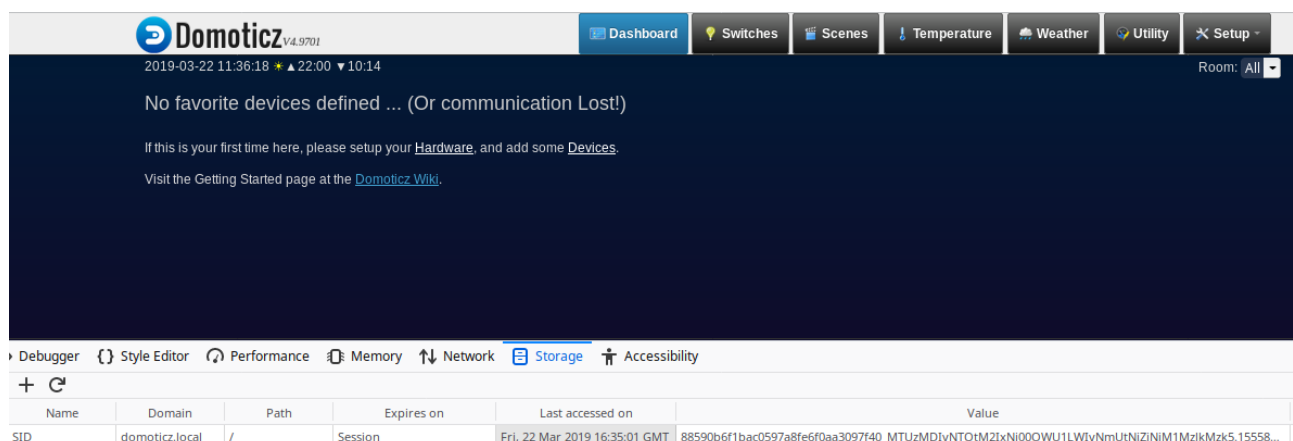 Domoticz V4.9701 Dashboard Switches Scenes Temperature Weather Utility Setup
2019-03-22 11:36:18 ☀ ▲22:00 ▼10:14 Room: All
No favorite devices defined ... (Or communication Lost!)
If this is your first time here, please setup your Hardware, and add some Devices.
Visit the Getting Started page at the Domoticz Wiki.
Debugger {} Style Editor Performance Memory Network Storage Accessibility
+
Name Domain Path Expires on Last accessed on Value
SID domoticz.local / Session Fri, 22 Mar 2019 16:35:01 GMT